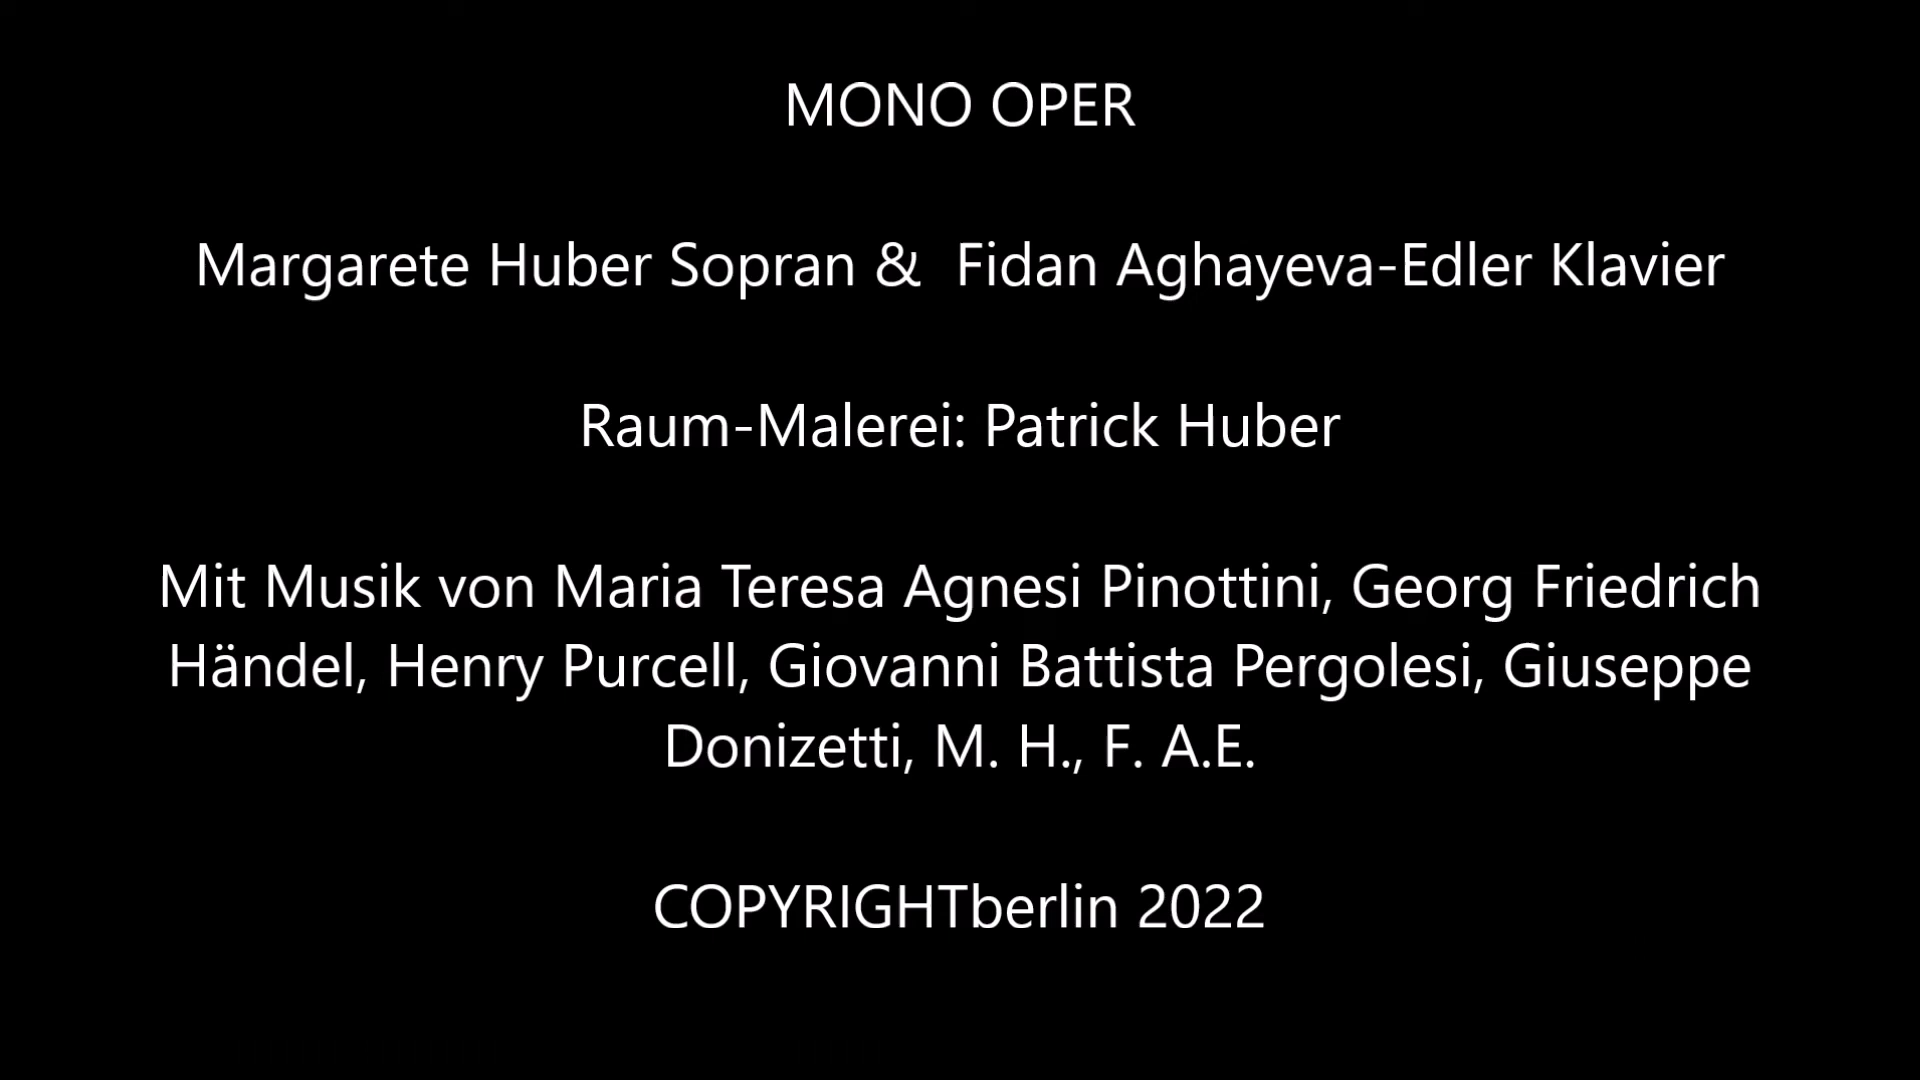 MONO OPER
Margarete Huber Sopran &  Fidan Aghayeva-Edler Klavier
Raum-Malerei: Patrick Huber
Mit Musik von Maria Teresa Agnesi Pinottini, Georg Friedrich
Händel, Henry Purcell, Giovanni Battista Pergolesi, Giuseppe
Donizetti, M. H., F. A.E.
COPYRIGHTberlin 2022